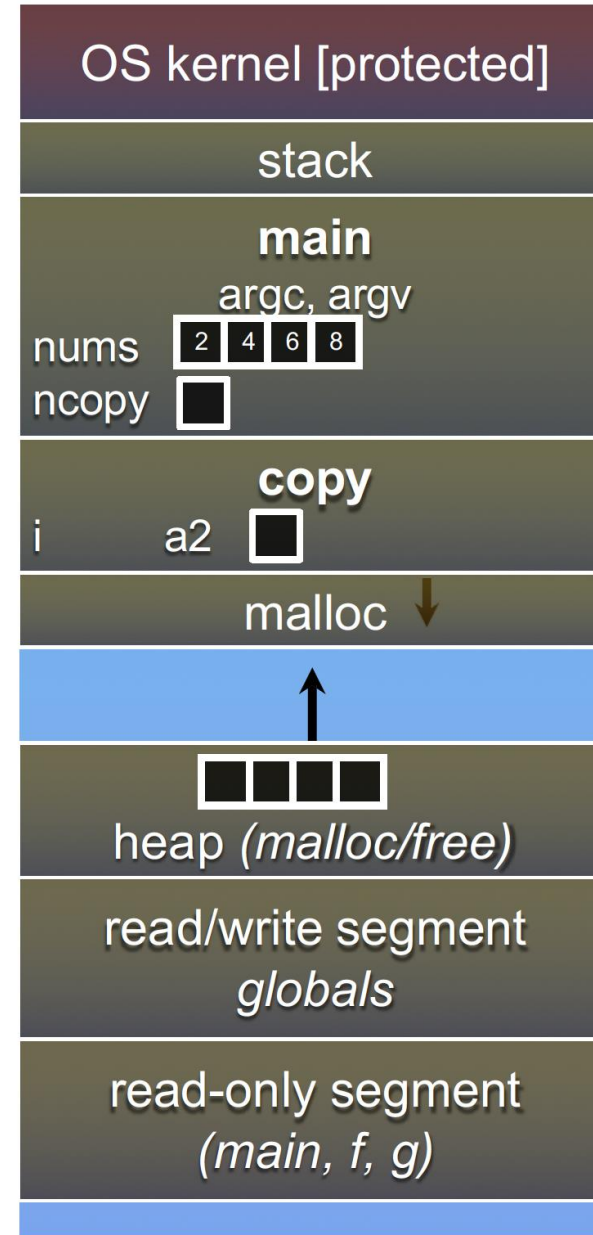 OS kernel [protected]
stack
main
argc, argv
nums 2 4 6 8
ncopy
copy
i a2
malloc
heap (malloc/free)
read/write segment
globals
read-only segment
(main, f, g)